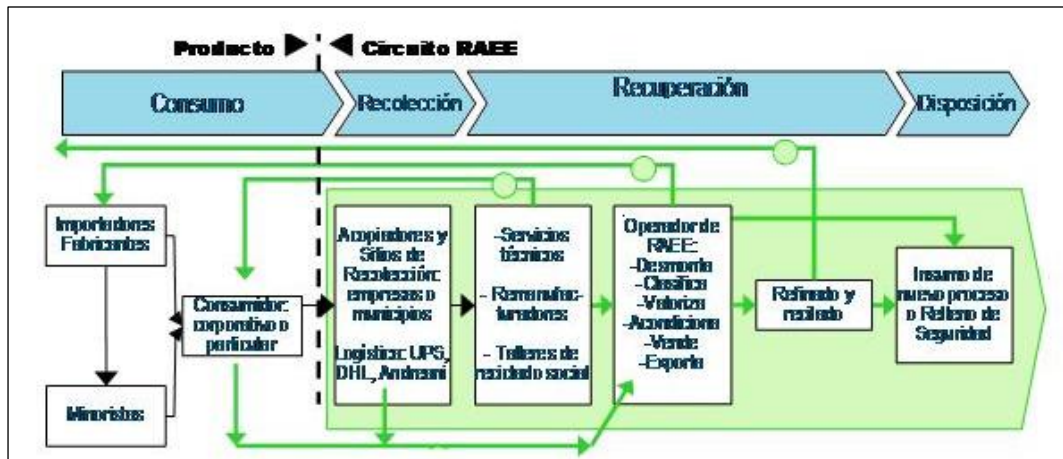 Producto
Circuito RAEE
Consumo
Recolección
Recuperación
Disposición
Importadores
Fabricantes
Minoristas
Consumidor:
corporativo o
particular
Acopiadores y
Sitios de
Recolección:
empresas o
municipios
Logística: UPS,
DHL, Andreani
-Servicios
técnicos
- Remanufac-
turadores
- Talleres de
reciclado social
Operador de
RAEE:
-Desmonta
-Clasifica
-Valoriza
-Acondiciona
-Vende
-Exporta
Refinado y
reciclado
Insumo de
nuevo proceso
o Relleno de
Seguridad